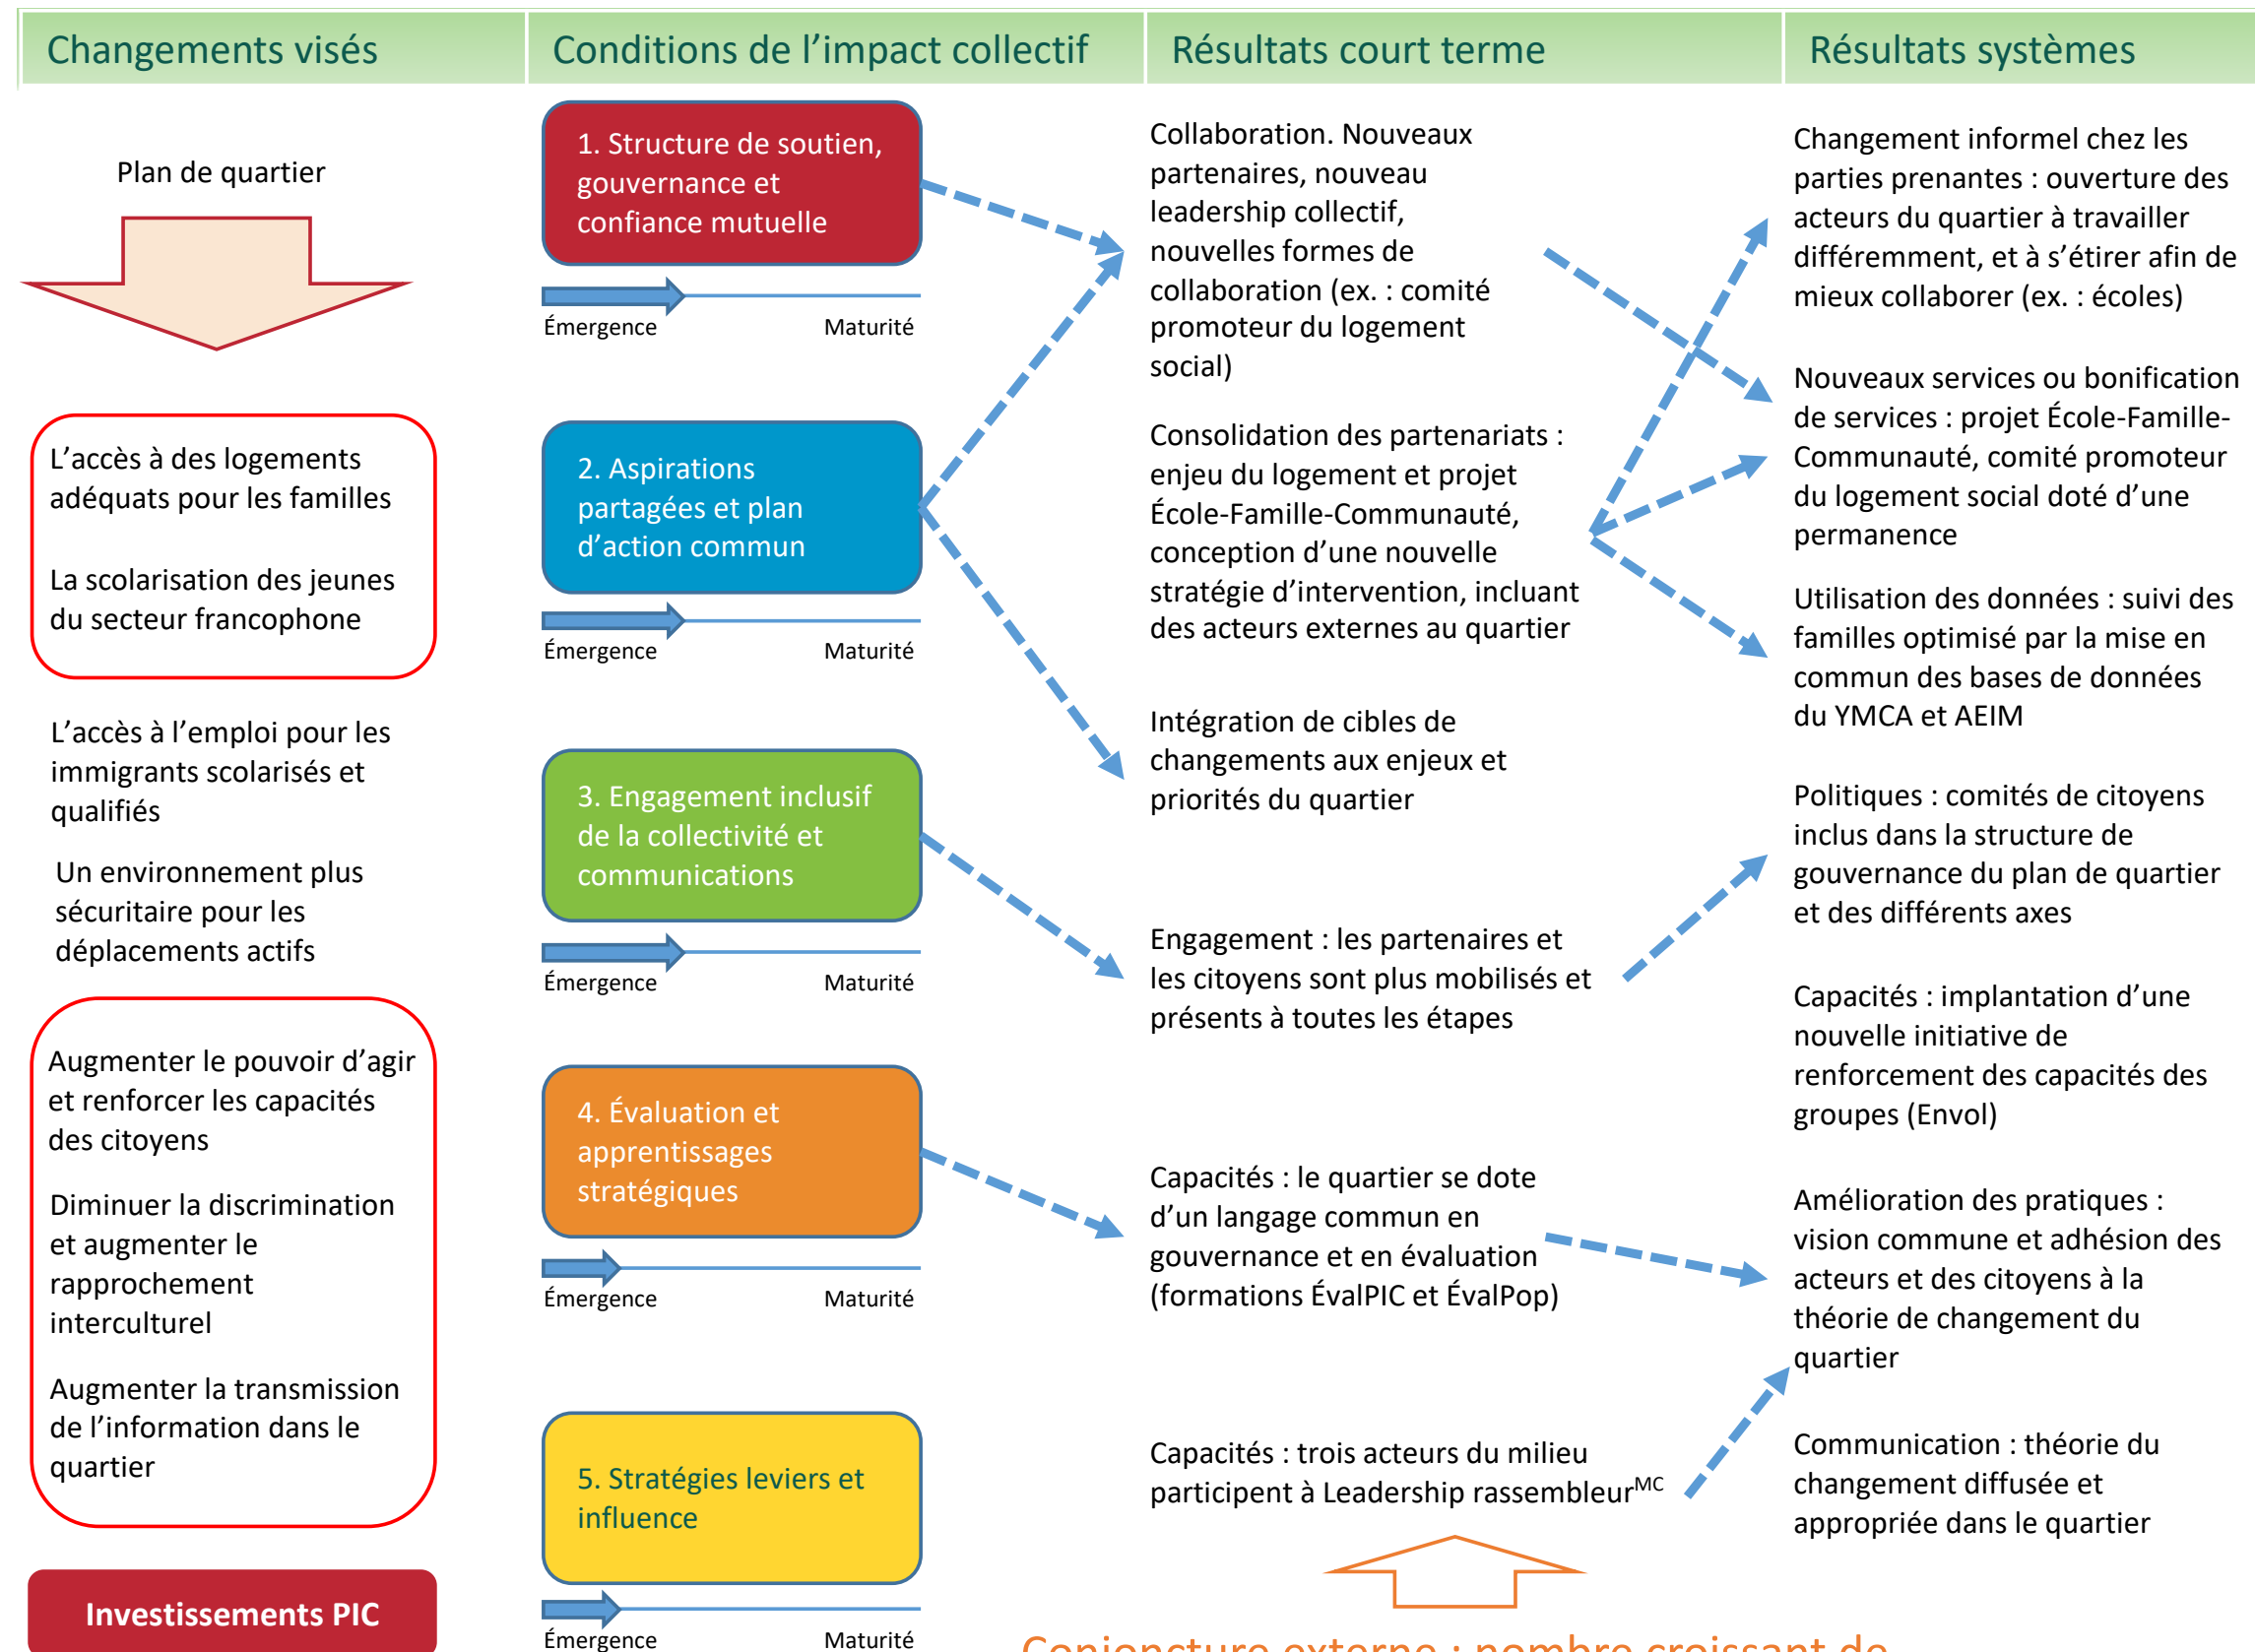 Changements visés
Conditions de l’impact collectif
Résultats court terme
Résultats systèmes
Plan de quartier
L’accès à des logements
adéquats pour les familles
La scolarisation des jeunes
du secteur francophone
L’accès à l’emploi pour les
immigrants scolarisés et
qualifiés
Un environnement plus
sécuritaire pour les
déplacements actifs
Augmenter le pouvoir d’agir
et renforcer les capacités
des citoyens
Diminuer la discrimination
et augmenter le
rapprochement
interculturel
Augmenter la transmission
de l’information dans le
quartier
Investissements PIC
1. Structure de soutien,
gouvernance et
confiance mutuelle
Émergence
Maturité
2. Aspirations
partagées et plan
d’action commun
Émergence
Maturité
3. Engagement inclusif
de la collectivité et
communications
Émergence
Maturité
4. Évaluation et
apprentissages
stratégiques
Émergence
Maturité
5. Stratégies leviers et
influence
Émergence
Maturité
Collaboration. Nouveaux
partenaires, nouveau
leadership collectif,
nouvelles formes de
collaboration (ex. : comité
promoteur du logement
social)
Consolidation des partenariats :
enjeu du logement et projet
École-Famille-Communauté,
conception d’une nouvelle
stratégie d’intervention, incluant
des acteurs externes au quartier
Intégration de cibles de
changements aux enjeux et
priorités du quartier
Engagement : les partenaires et
les citoyens sont plus mobilisés et
présents à toutes les étapes
Capacités : le quartier se dote
d’un langage commun en
gouvernance et en évaluation
(formations ÉvalPIC et ÉvalPop)
Capacités : trois acteurs du milieu
participent à Leadership rassembleurMC
Conjoncture externe : nombre croissant de
Changement informel chez les
parties prenantes : ouverture des
acteurs du quartier à travailler
différemment, et à s’étirer afin de
mieux collaborer (ex. : écoles)
Nouveaux services ou bonification
de services : projet École-Famille-
Communauté, comité promoteur
du logement social doté d’une
permanence
Utilisation des données : suivi des
familles optimisé par la mise en
commun des bases de données
du YMCA et AEIM
Politiques : comités de citoyens
inclus dans la structure de
gouvernance du plan de quartier
et des différents axes
Capacités : implantation d’une
nouvelle initiative de
renforcement des capacités des
groupes (Envol)
Amélioration des pratiques :
vision commune et adhésion des
acteurs et des citoyens à la
théorie de changement du
quartier
Communication : théorie du
changement diffusée et
appropriée dans le quartier